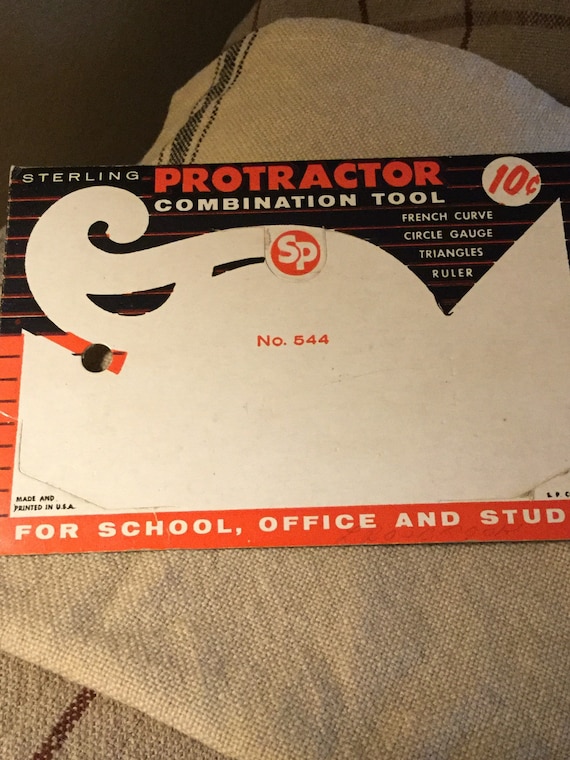 STERLING PROTRACTOR 10¢
COMBINATION TOOL
FRENCH CURVE
CIRCLE GAUGE
TRIANGLES
RULER
SP
No. 544
MADE AND
PRINTED IN U.S.A.
S. P. C
FOR SCHOOL, OFFICE AND STUD